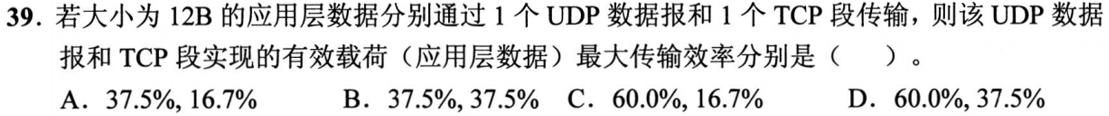 39. 若大小为 12B 的应用层数据分别通过 1 个 UDP 数据报和 1 个 TCP 段传输，则该 UDP 数据
报和 TCP 段实现的有效载荷（应用层数据）最大传输效率分别是（ ）。
A. 37.5%, 16.7% B. 37.5%, 37.5% C. 60.0%, 16.7% D. 60.0%, 37.5%